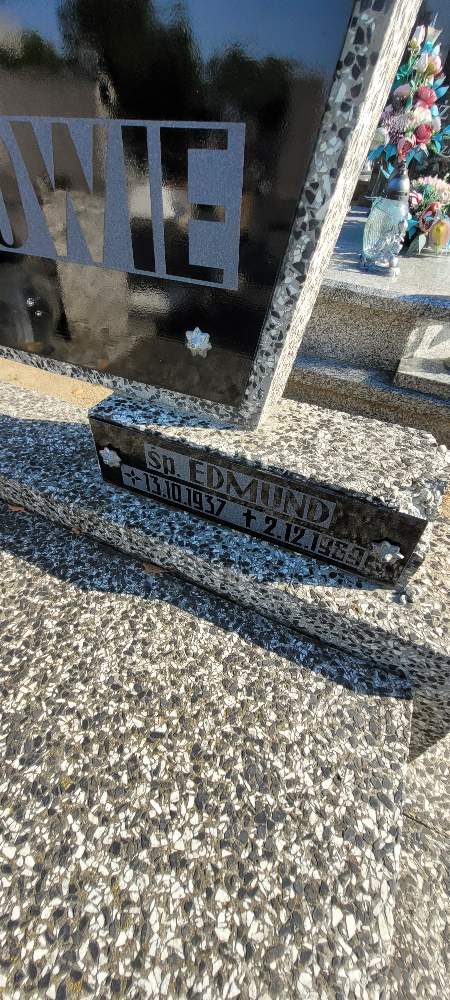 OWIE
Śp. EDMUND
+13.10.1937 +2.12.1989